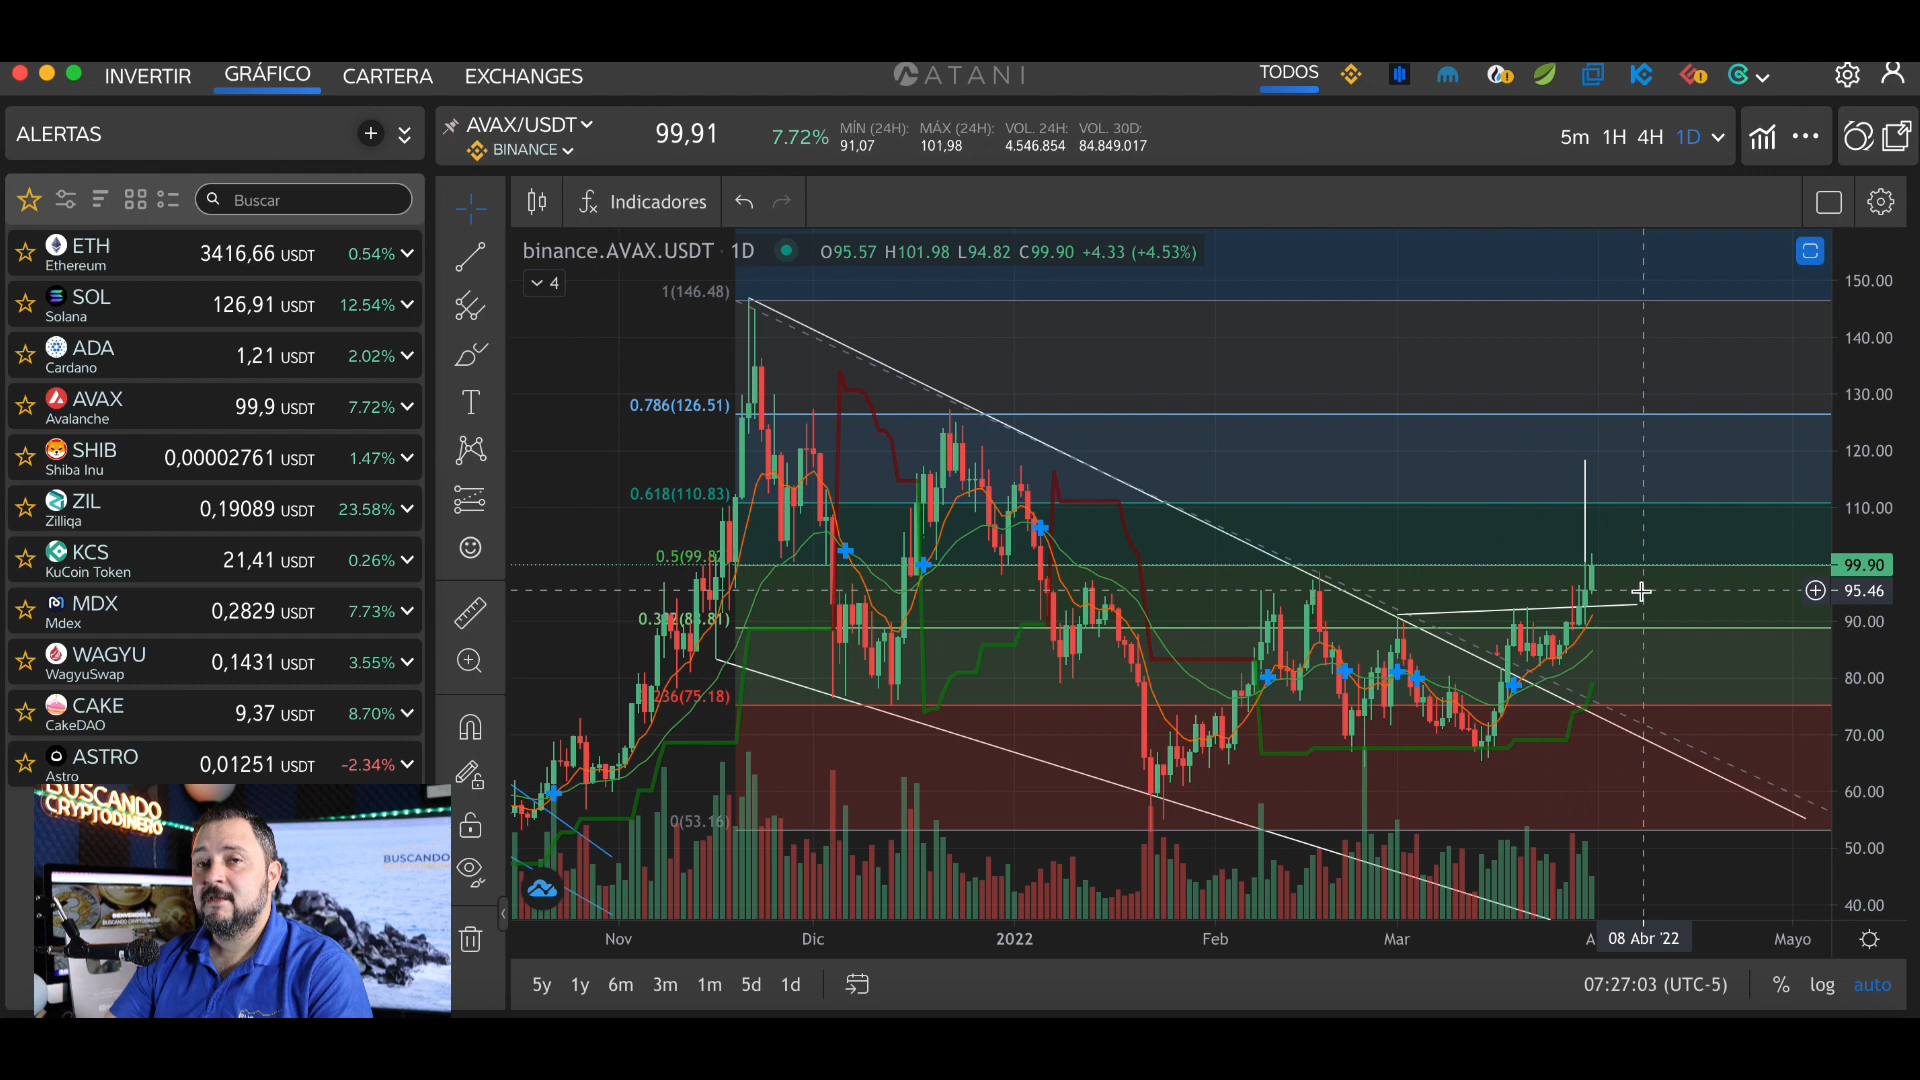 INVERTIR GRÁFICO CARTERA EXCHANGES ATANI TODOS
ALERTAS
AVAX/USDT 99,91 7.72% MÍN (24H): MÁX (24H): VOL. 24H: VOL. 30D:
BINANCE 91,07 101,98 4.546.854 84.849.017
5m 1H 4H 1D
Buscar
Indicadores
binance.AVAX.USDT · 1D O95.57 H101.98 L94.82 C99.90 +4.33 (+4.53%)
4
ETH 3416,66 USDT 0.54%
Ethereum
SOL 126,91 USDT 12.54%
Solana
ADA 1,21 USDT 2.02%
Cardano
AVAX 99,9 USDT 7.72%
Avalanche
SHIB 0,00002761 USDT 1.47%
Shiba Inu
ZIL 0,19089 USDT 23.58%
Zilliqa
KCS 21,41 USDT 0.26%
KuCoin Token
MDX 0,2829 USDT 7.73%
Mdex
WAGYU 0,1431 USDT 3.55%
WagyuSwap
CAKE 9,37 USDT 8.70%
CakeDAO
ASTRO 0,01251 USDT -2.34%
Astro
1(146.48)
0.786(126.51)
0.618(110.83)
0.5(99.82
236(75.18)
0(53.16)
150.00
140.00
130.00
120.00
110.00
99.90
95.46
90.00
80.00
70.00
60.00
50.00
40.00
Nov Dic 2022 Feb Mar A 08 Abr '22 Mayo
5y 1y 6m 3m 1m 5d 1d 07:27:03 (UTC-5) % log auto
BUSCANDO
CRYPTODINERO
BUSCANDO
BIENVENIDOS A